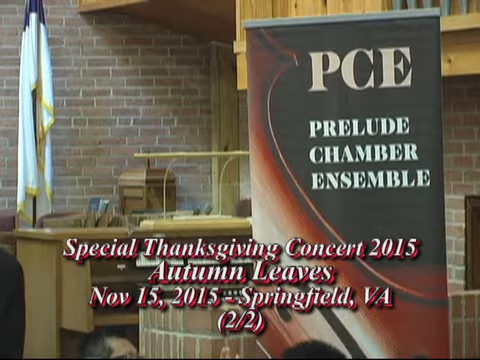 PCE
PRELUDE
CHAMBER
ENSEMBLE
Special Thanksgiving Concert 2015
Autumn Leaves
Nov 15, 2015 - Springfield, VA
(2/2)